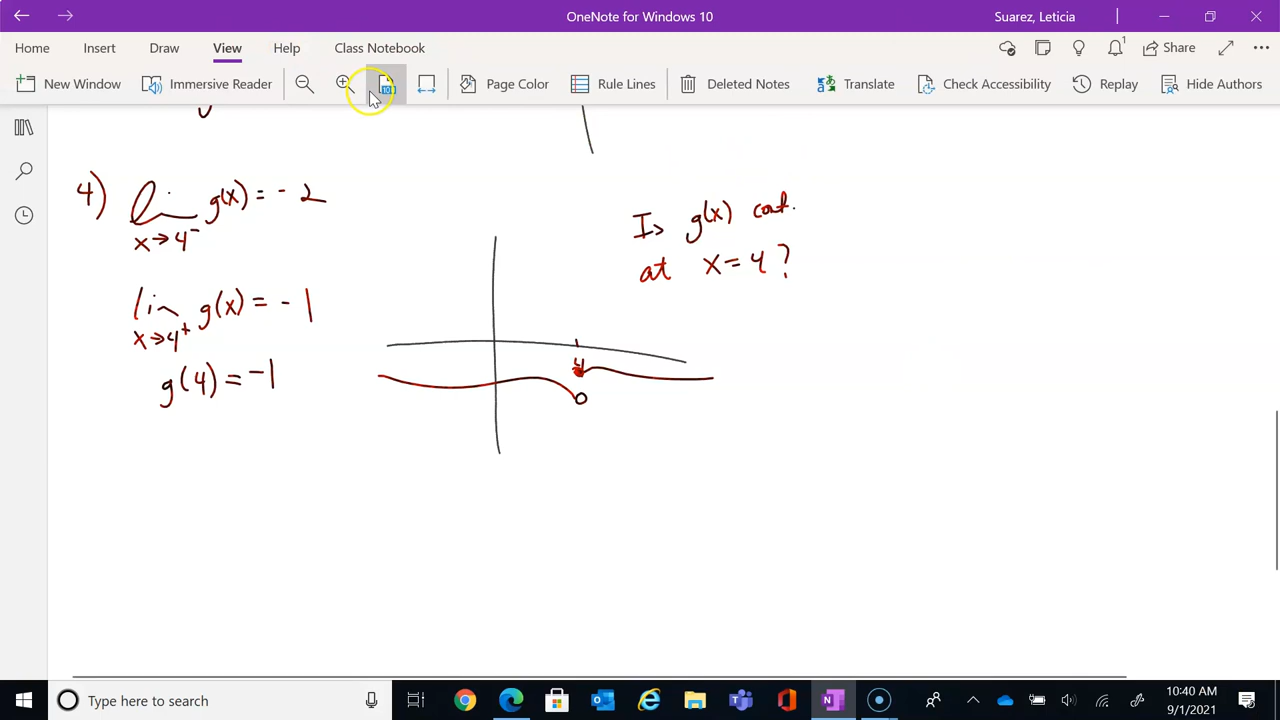 OneNote for Windows 10
Suarez, Leticia
Home Insert Draw View Help Class Notebook
Share
New Window Immersive Reader Page Color Rule Lines Deleted Notes Translate Check Accessibility Replay Hide Authors
4) lim g(x) = - 2
x→4⁻
Is g(x) cont.
at x = 4 ?
lim g(x) = - 1
x→4⁺
g(4) = -1
4
Type here to search
10:40 AM
9/1/2021